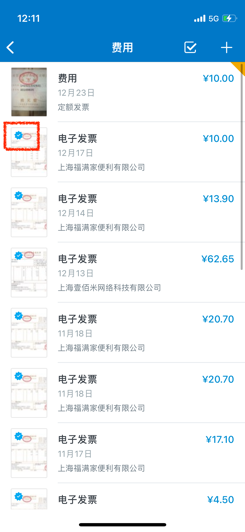 12:11
5G
费用
费用
¥10.00
12月23日
定额发票
电子发票
¥10.00
12月17日
上海福满家便利有限公司
电子发票
¥13.90
12月14日
上海福满家便利有限公司
电子发票
¥62.65
12月13日
上海壹佰米网络科技有限公司
电子发票
¥20.70
11月18日
上海福满家便利有限公司
电子发票
¥20.70
11月18日
上海福满家便利有限公司
电子发票
¥17.10
11月17日
上海福满家便利有限公司
电子发票
¥4.50